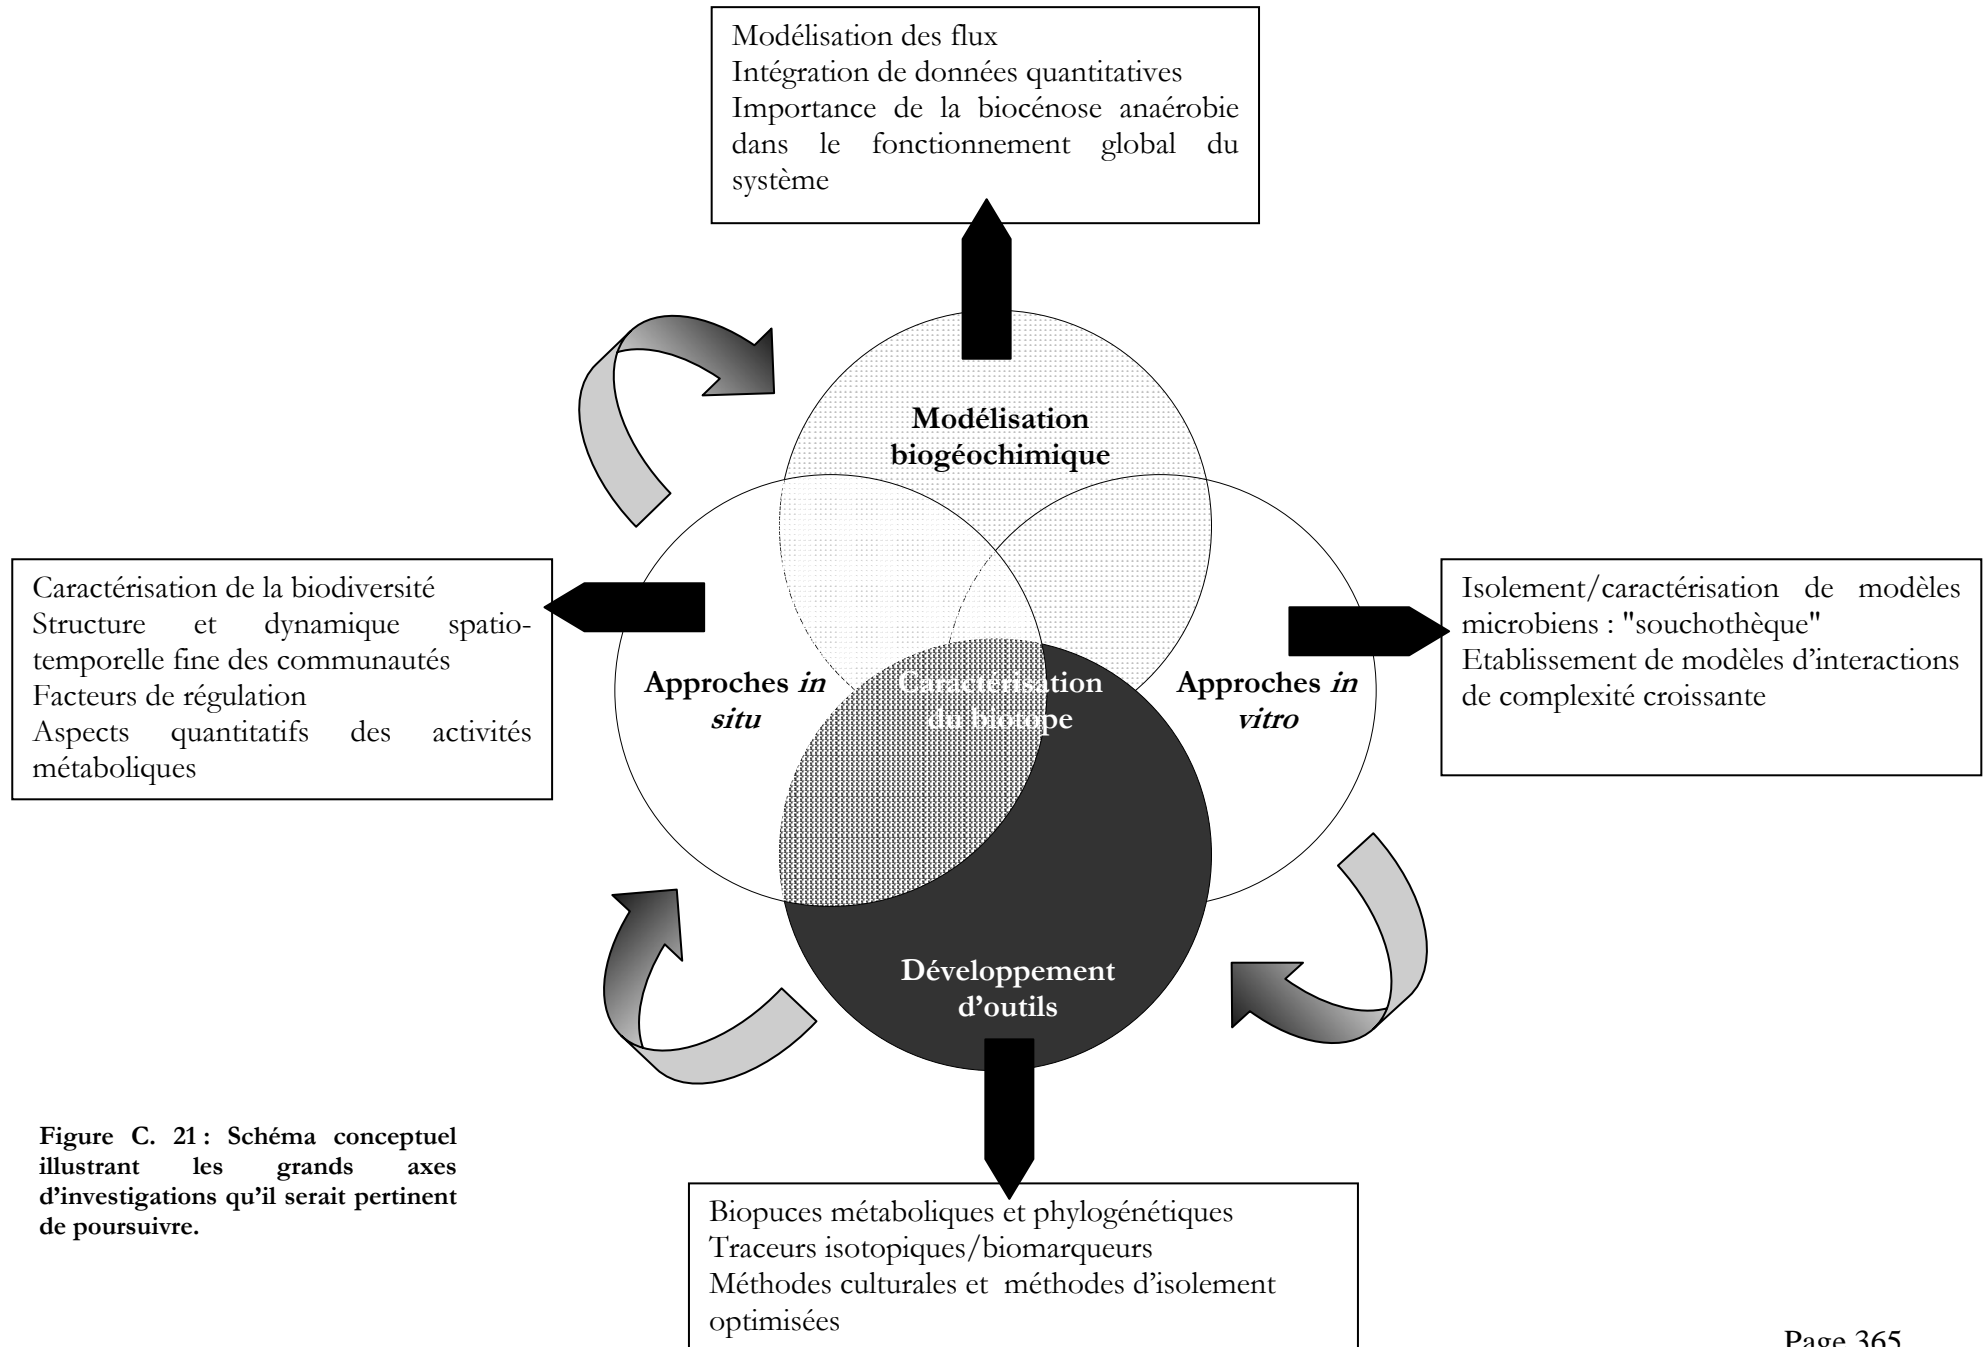 Modélisation des flux
Intégration de données quantitatives
Importance de la biocénose anaérobie
dans le fonctionnement global du
système
Modélisation
biogéochimique
Caractérisation de la biodiversité
Structure et dynamique spatio-
temporelle fine des communautés
Facteurs de régulation
Aspects quantitatifs des activités
métaboliques
Approches in
situ
Caractérisation
du biotope
Approches in
vitro
Isolement/caractérisation de modèles
microbiens : "souchothèque"
Etablissement de modèles d’interactions
de complexité croissante
Développement
d’outils
Figure C. 21 : Schéma conceptuel
illustrant les grands axes
d’investigations qu’il serait pertinent
de poursuivre.
Biopuces métaboliques et phylogénétiques
Traceurs isotopiques/biomarqueurs
Méthodes culturales et méthodes d’isolement
optimisées
Page 365